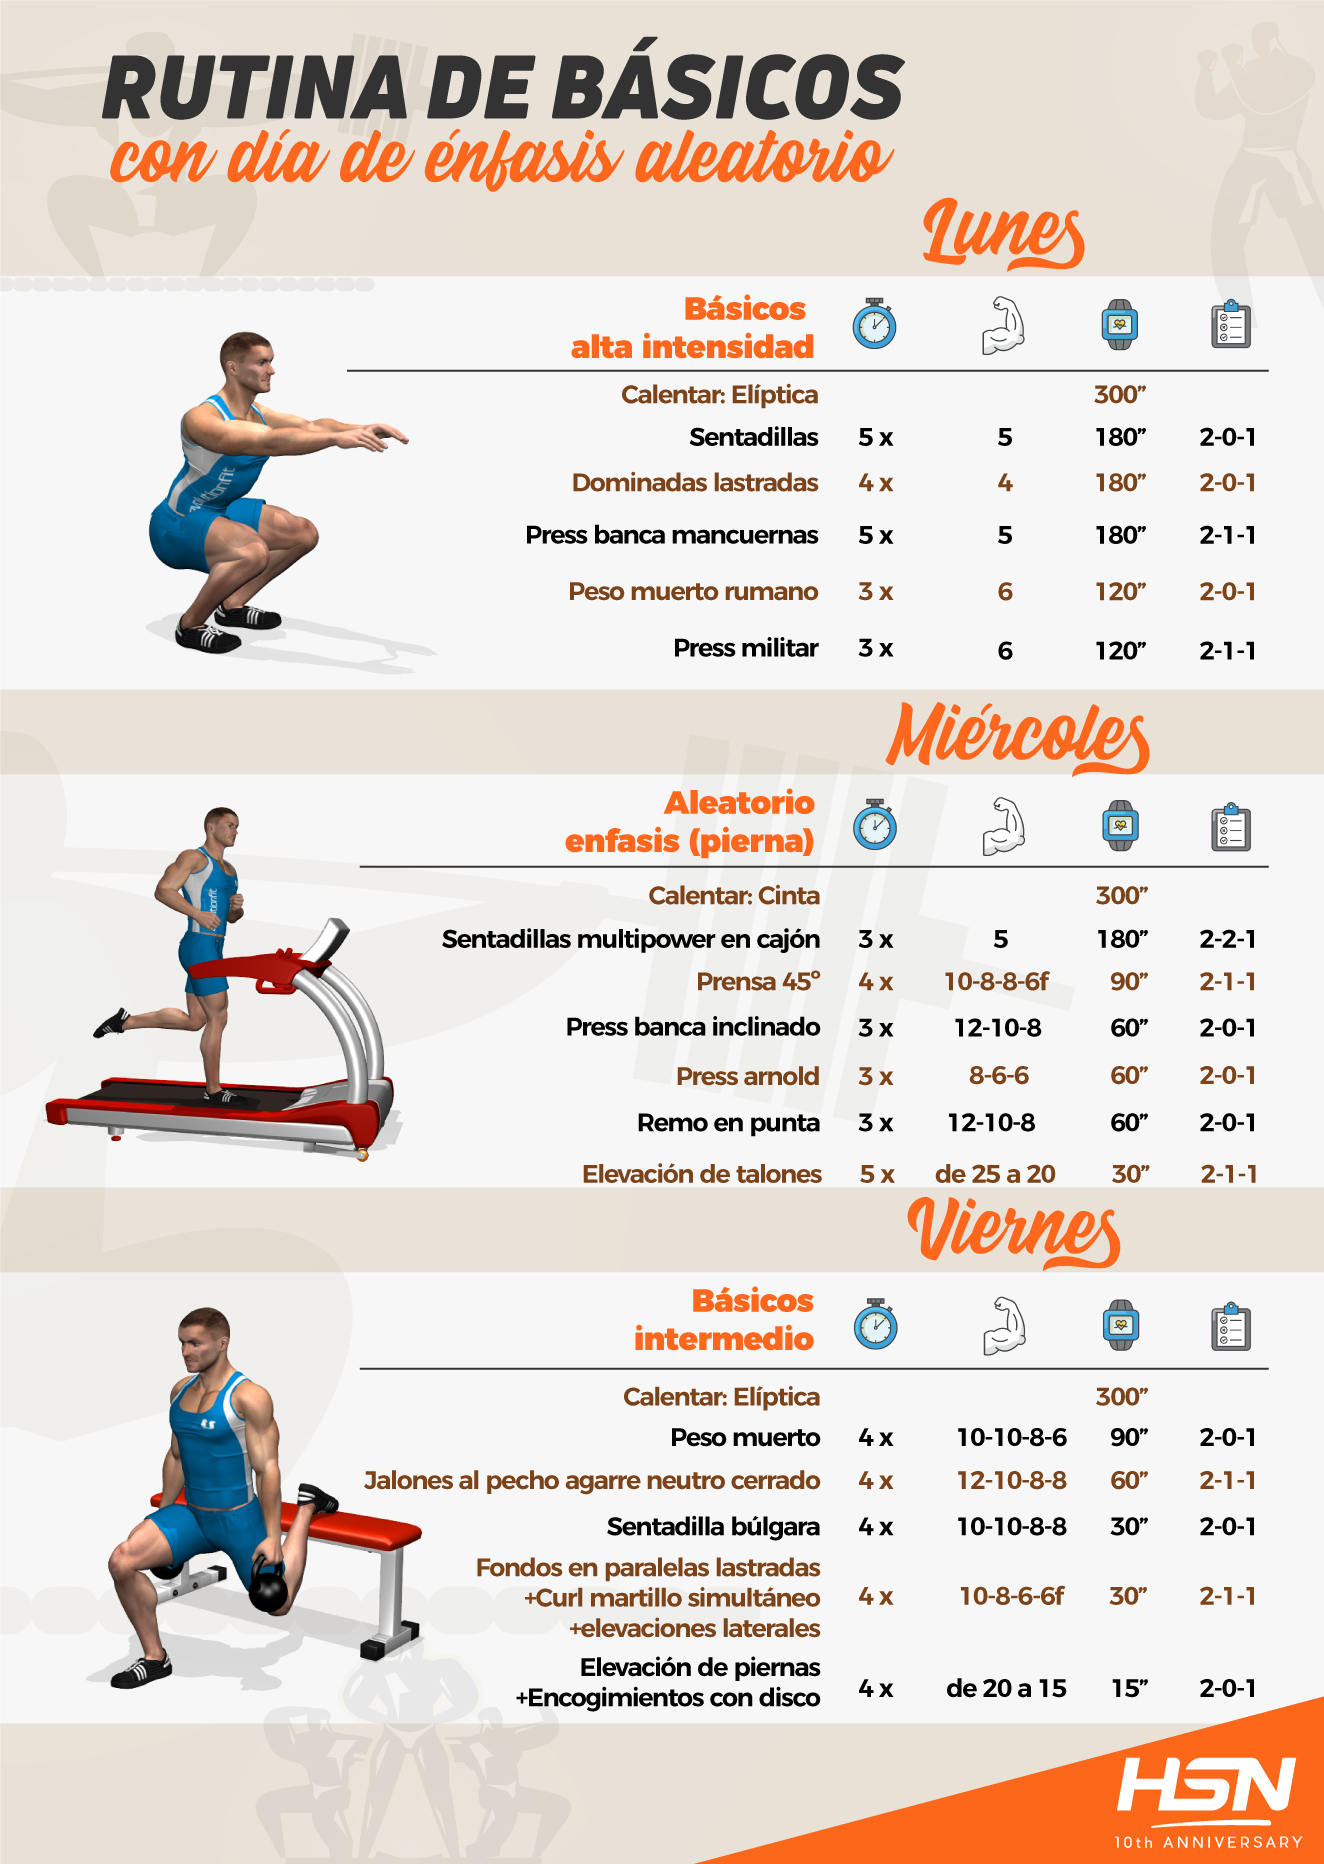 RUTINA DE BÁSICOS
con día de énfasis aleatorio
Lunes
Básicos
alta intensidad
Calentar: Elíptica 300”
Sentadillas 5 x 5 180” 2-0-1
Dominadas lastradas 4 x 4 180” 2-0-1
Press banca mancuernas 5 x 5 180” 2-1-1
Peso muerto rumano 3 x 6 120” 2-0-1
Press militar 3 x 6 120” 2-1-1
Miércoles
Aleatorio
enfasis (pierna)
Calentar: Cinta 300”
Sentadillas multipower en cajón 3 x 5 180” 2-2-1
Prensa 45º 4 x 10-8-8-6f 90” 2-1-1
Press banca inclinado 3 x 12-10-8 60” 2-0-1
Press arnold 3 x 8-6-6 60” 2-0-1
Remo en punta 3 x 12-10-8 60” 2-0-1
Elevación de talones 5 x de 25 a 20 30” 2-1-1
Viernes
Básicos
intermedio
Calentar: Elíptica 300”
Peso muerto 4 x 10-10-8-6 90” 2-0-1
Jalones al pecho agarre neutro cerrado 4 x 12-10-8-8 60” 2-1-1
Sentadilla búlgara 4 x 10-10-8-8 30” 2-0-1
Fondos en paralelas lastradas
+Curl martillo simultáneo 4 x 10-8-6-6f 30” 2-1-1
+elevaciones laterales
Elevación de piernas
+Encogimientos con disco 4 x de 20 a 15 15” 2-0-1
HSN
10th ANNIVERSARY